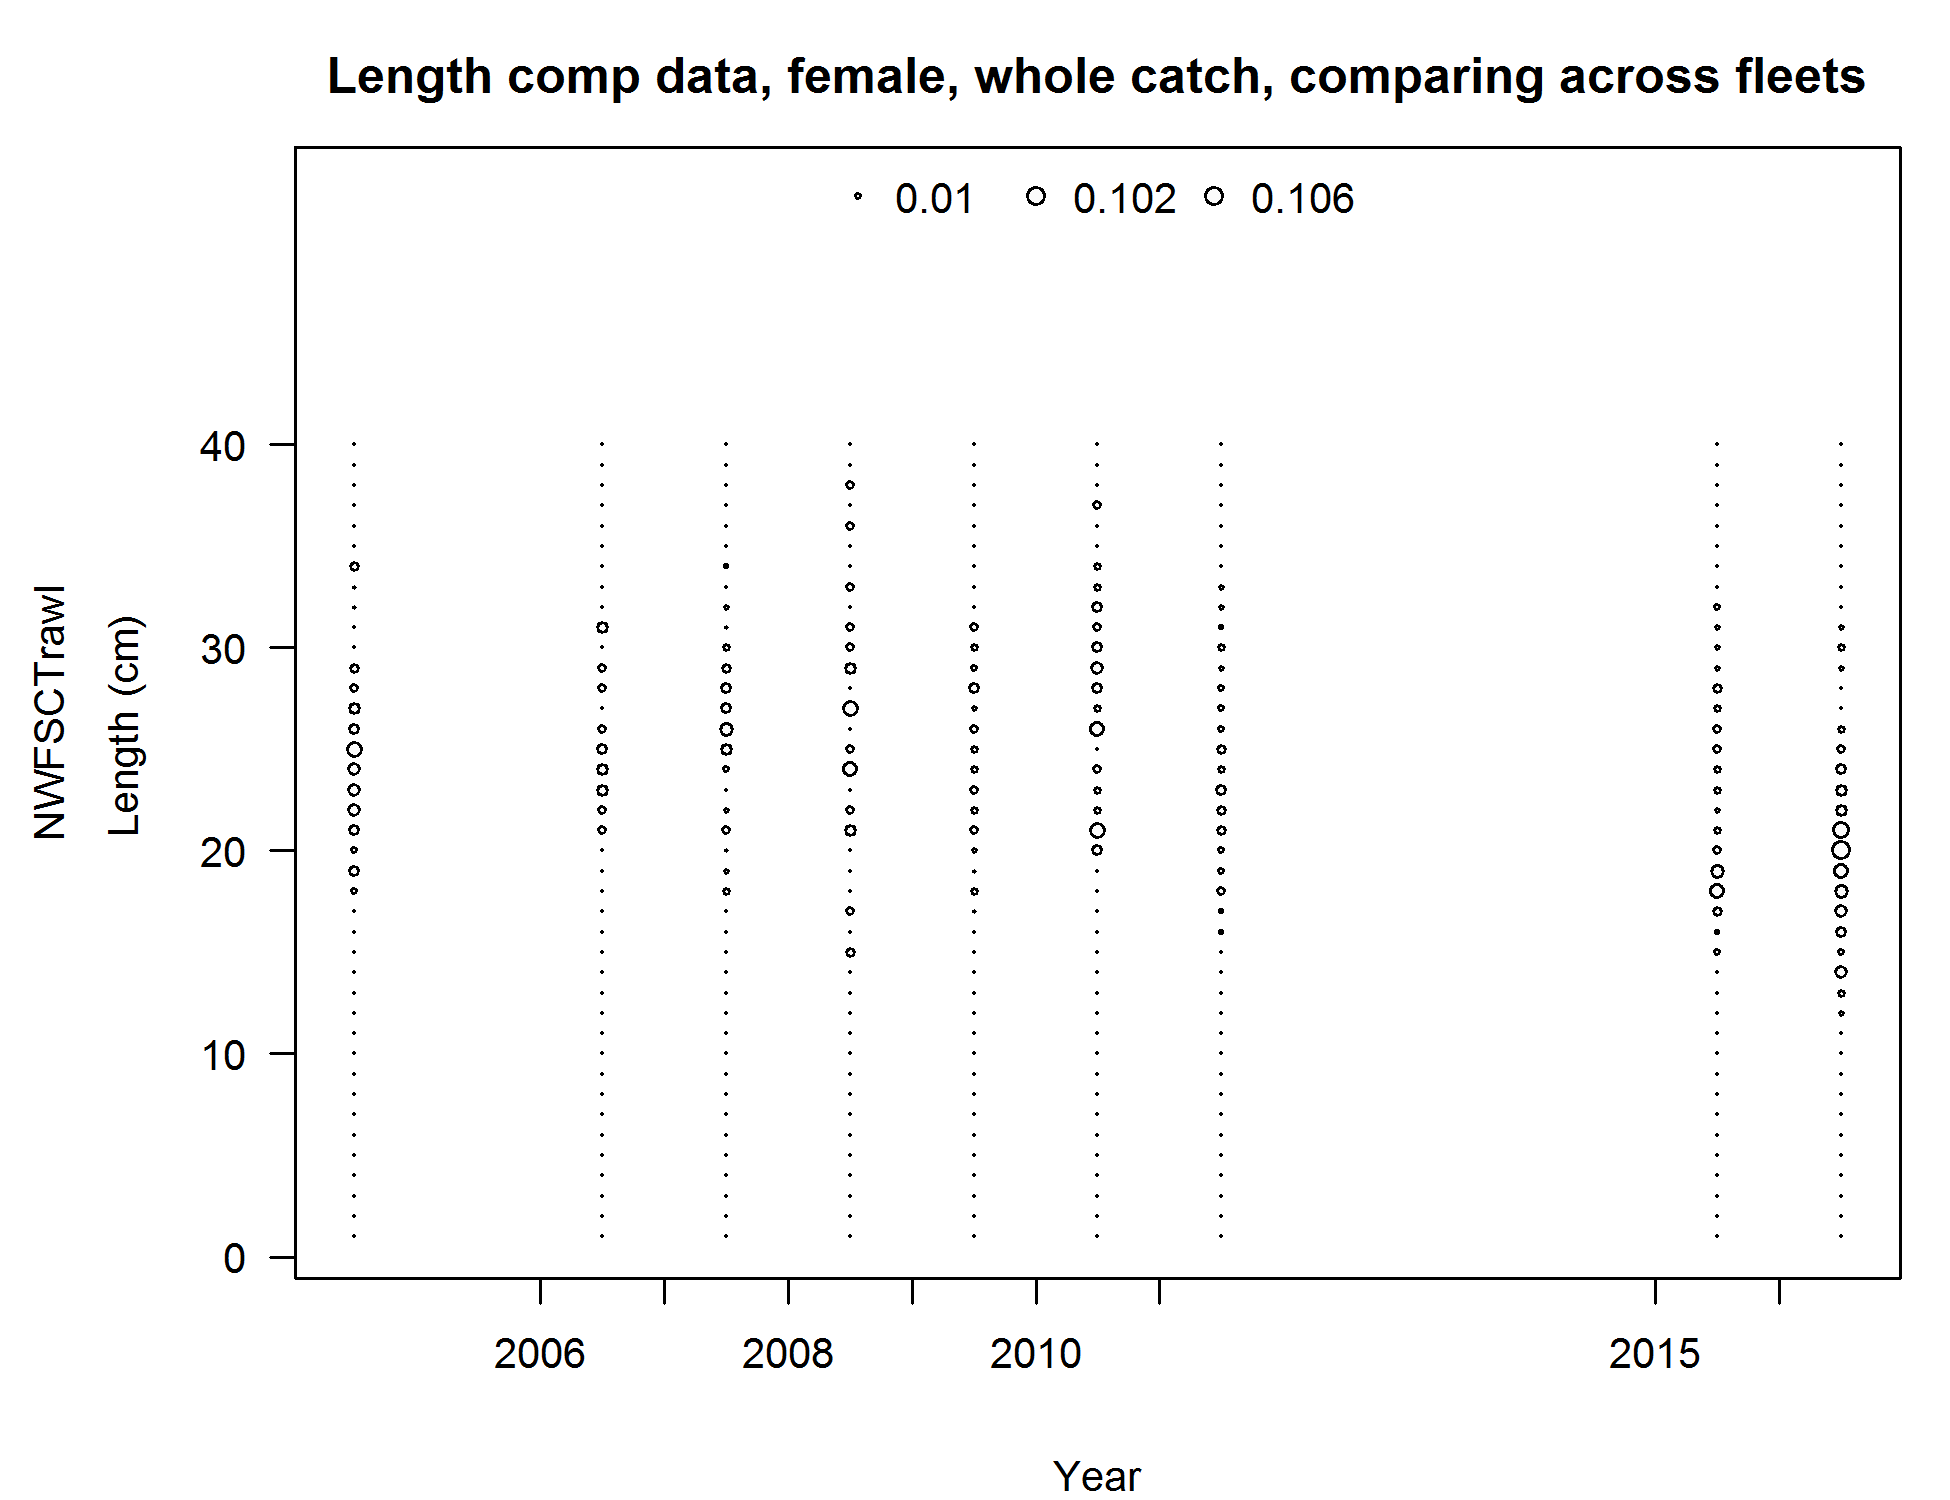 Length comp data, female, whole catch, comparing across fleets
0.01 0.102 0.106
NWFSCTrawl
Length (cm)
40
30
20
10
0
2006 2008 2010 2015
Year